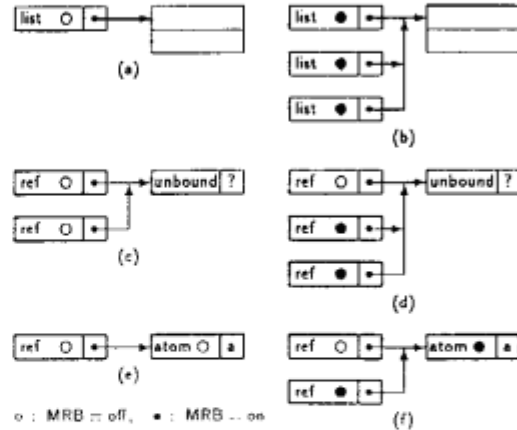 list ○ •
(a)
list ● •
list ● •
list ● •
(b)
ref ○ •
unbound ?
ref ○ •
(c)
ref ○ •
unbound ?
ref ● •
ref ● •
(d)
ref ○ •
atom ○ a
(e)
ref ○ •
atom ● a
ref ● •
(f)
○ : MRB = off, ● : MRB = on